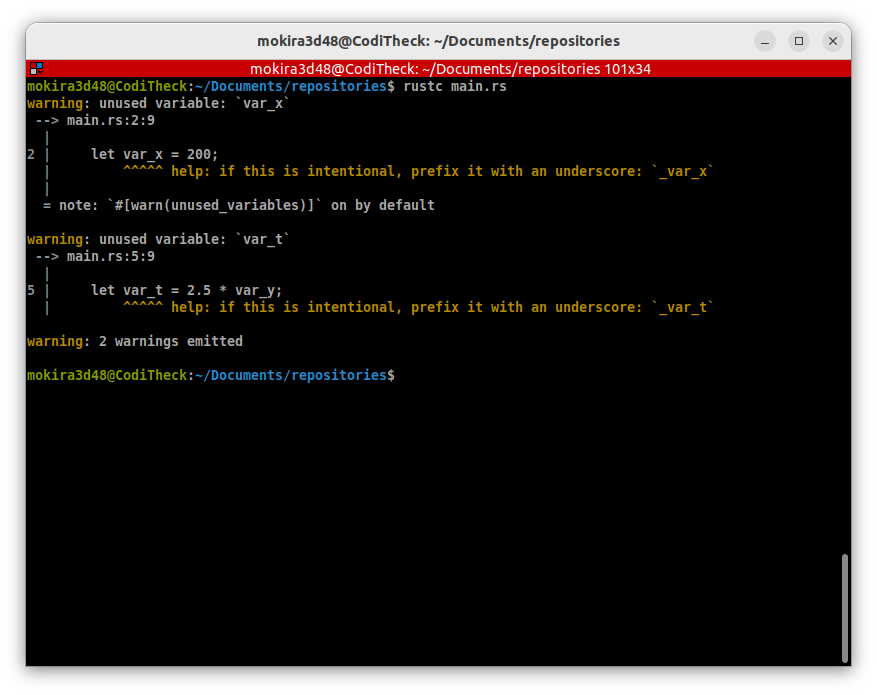 mokira3d48@CodiTheck: ~/Documents/repositories
mokira3d48@CodiTheck: ~/Documents/repositories 101x34
mokira3d48@CodiTheck:~/Documents/repositories$ rustc main.rs
warning: unused variable: `var_x`
 --> main.rs:2:9
  |
2 |     let var_x = 200;
  |         ^^^^^ help: if this is intentional, prefix it with an underscore: `_var_x`
  |
  = note: `#[warn(unused_variables)]` on by default
warning: unused variable: `var_t`
 --> main.rs:5:9
  |
5 |     let var_t = 2.5 * var_y;
  |         ^^^^^ help: if this is intentional, prefix it with an underscore: `_var_t`
warning: 2 warnings emitted
mokira3d48@CodiTheck:~/Documents/repositories$